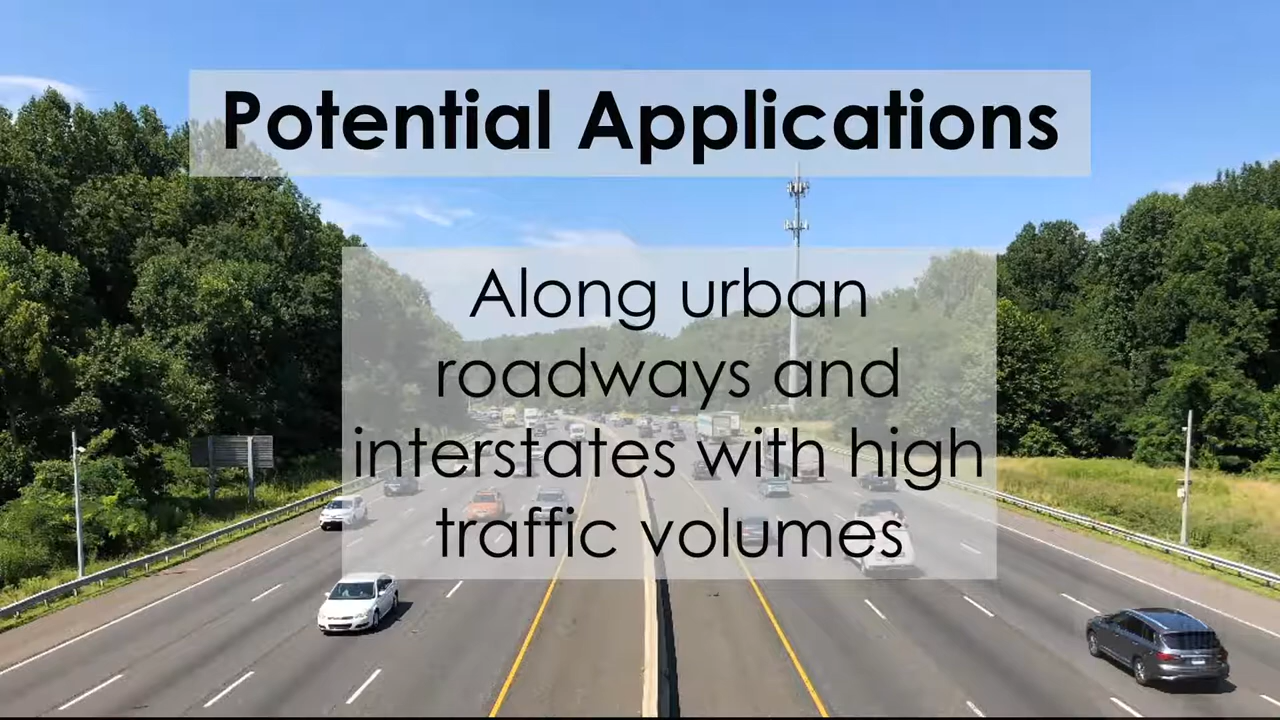 Potential Applications
Along urban
roadways and
interstates with high
traffic volumes